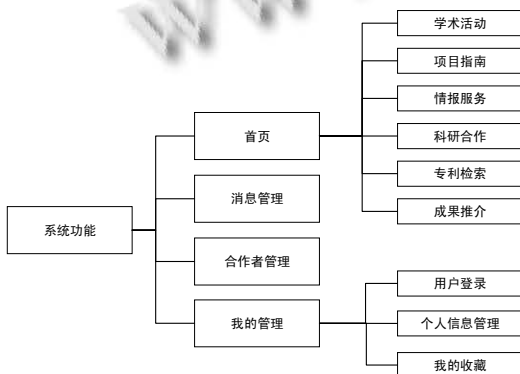 学术活动
项目指南
情报服务
首页
科研合作
专利检索
消息管理
成果推介
系统功能
合作者管理
用户登录
我的管理
个人信息管理
我的收藏